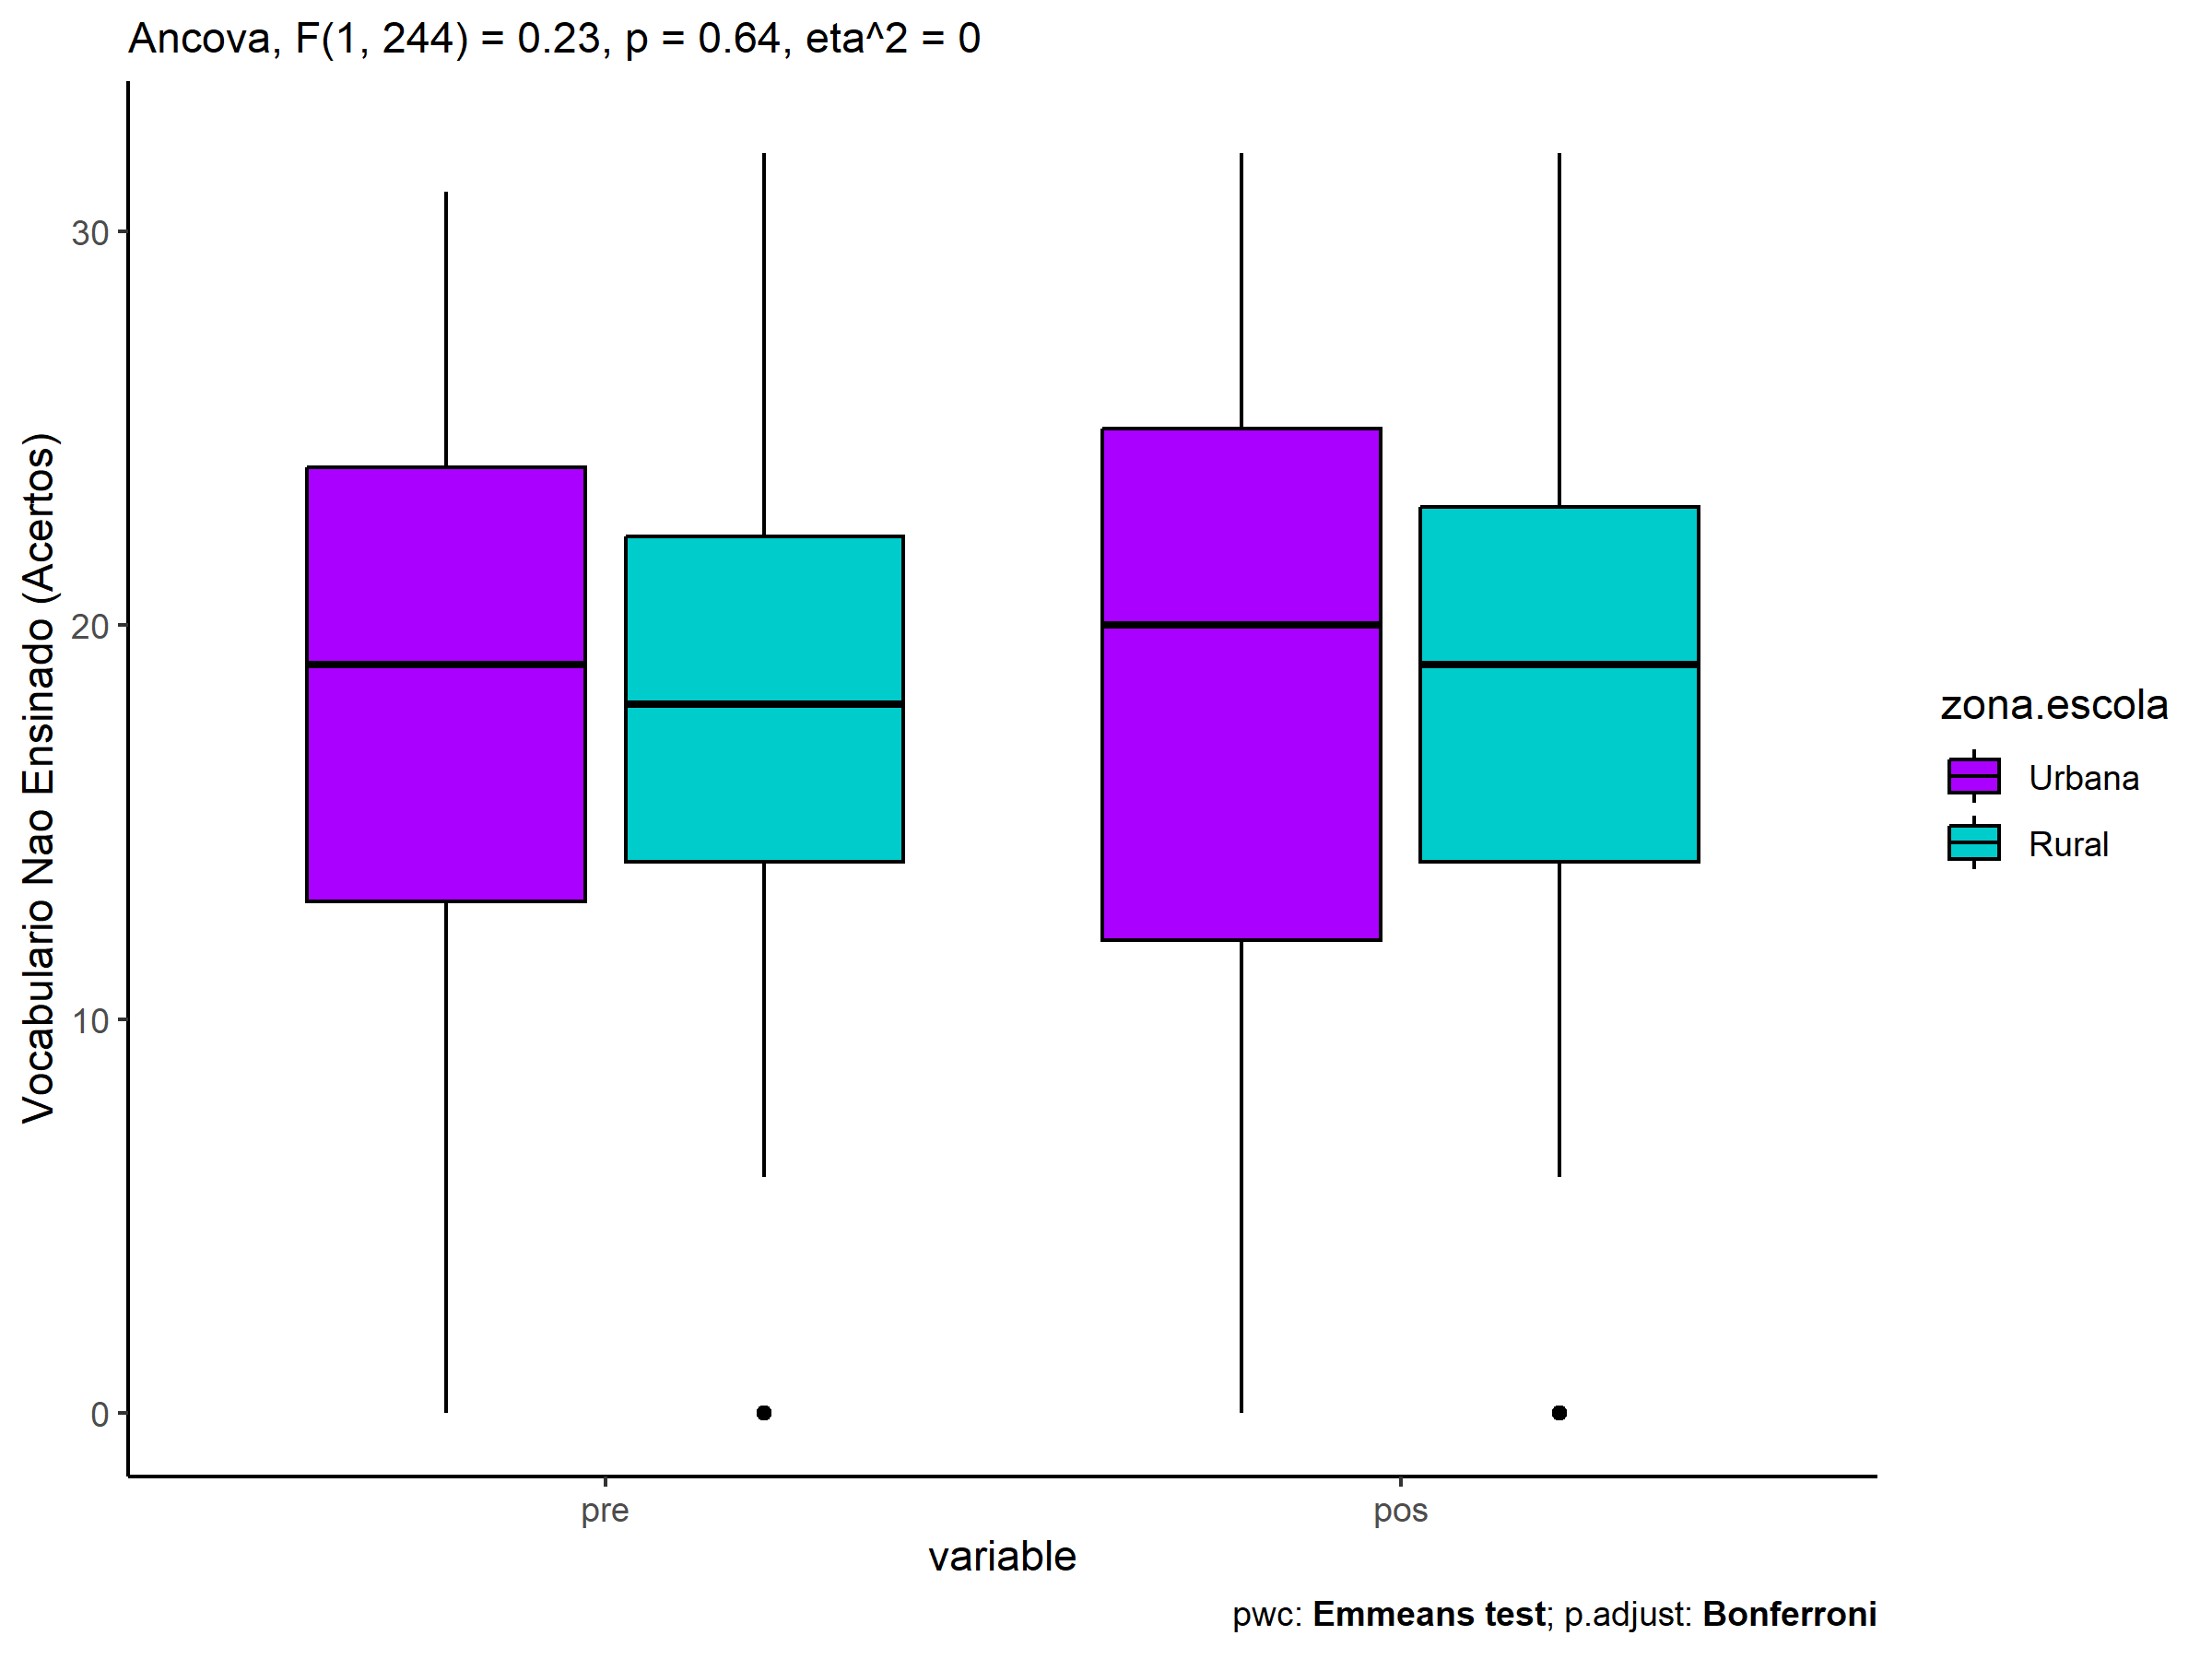 Ancova, F(1, 244) = 0.23, p = 0.64, eta^2 = 0
Vocabulario Nao Ensinado (Acertos)
30
20
10
0
pre
pos
variable
zona.escola
Urbana
Rural
pwc: Emmeans test; p.adjust: Bonferroni